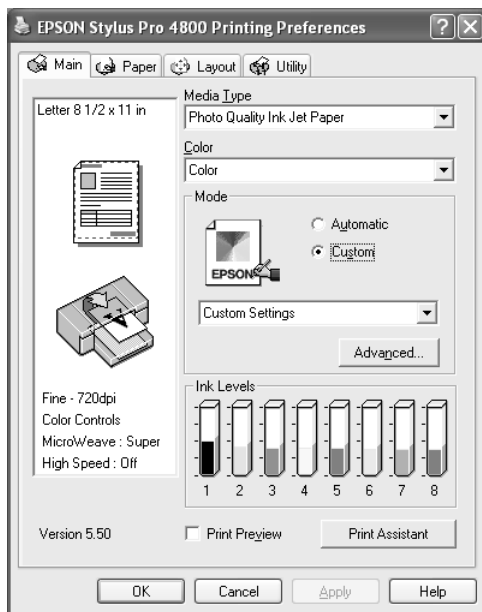 EPSON Stylus Pro 4800 Printing Preferences
Main Paper Layout Utility
Letter 8 1/2 x 11 in
Media Type
Photo Quality Ink Jet Paper
Color
Color
Mode
Automatic
Custom
EPSON
Custom Settings
Advanced...
Fine - 720dpi
Color Controls
MicroWeave : Super
High Speed : Off
Ink Levels
1 2 3 4 5 6 7 8
Version 5.50
Print Preview
Print Assistant
OK Cancel Apply Help